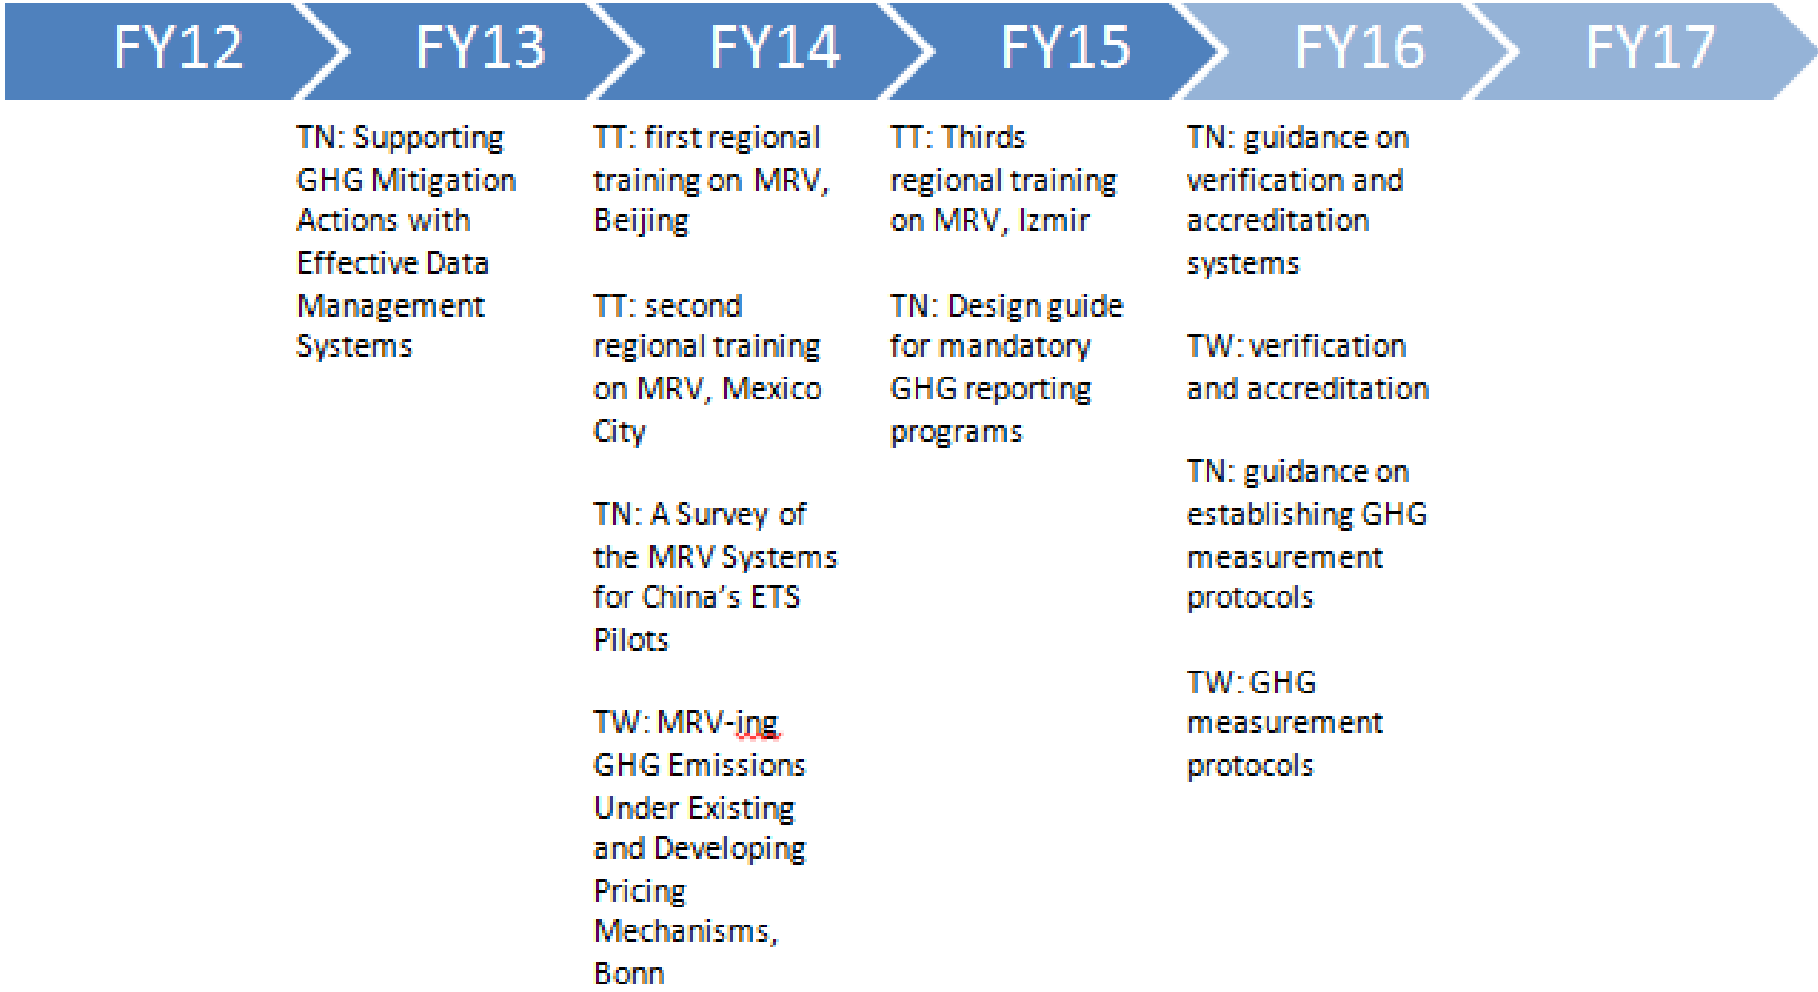 FY12
FY13
FY14
FY15
FY16
FY17
TN: Supporting
GHG Mitigation
Actions with
Effective Data
Management
Systems
TT: first regional
training on MRV,
Beijing
TT: second
regional training
on MRV, Mexico
City
TN: A Survey of
the MRV Systems
for China’s ETS
Pilots
TW: MRV-ing
GHG Emissions
Under Existing
and Developing
Pricing
Mechanisms,
Bonn
TT: Thirds
regional training
on MRV, Izmir
TN: Design guide
for mandatory
GHG reporting
programs
TN: guidance on
verification and
accreditation
systems
TW: verification
and accreditation
TN: guidance on
establishing GHG
measurement
protocols
TW: GHG
measurement
protocols